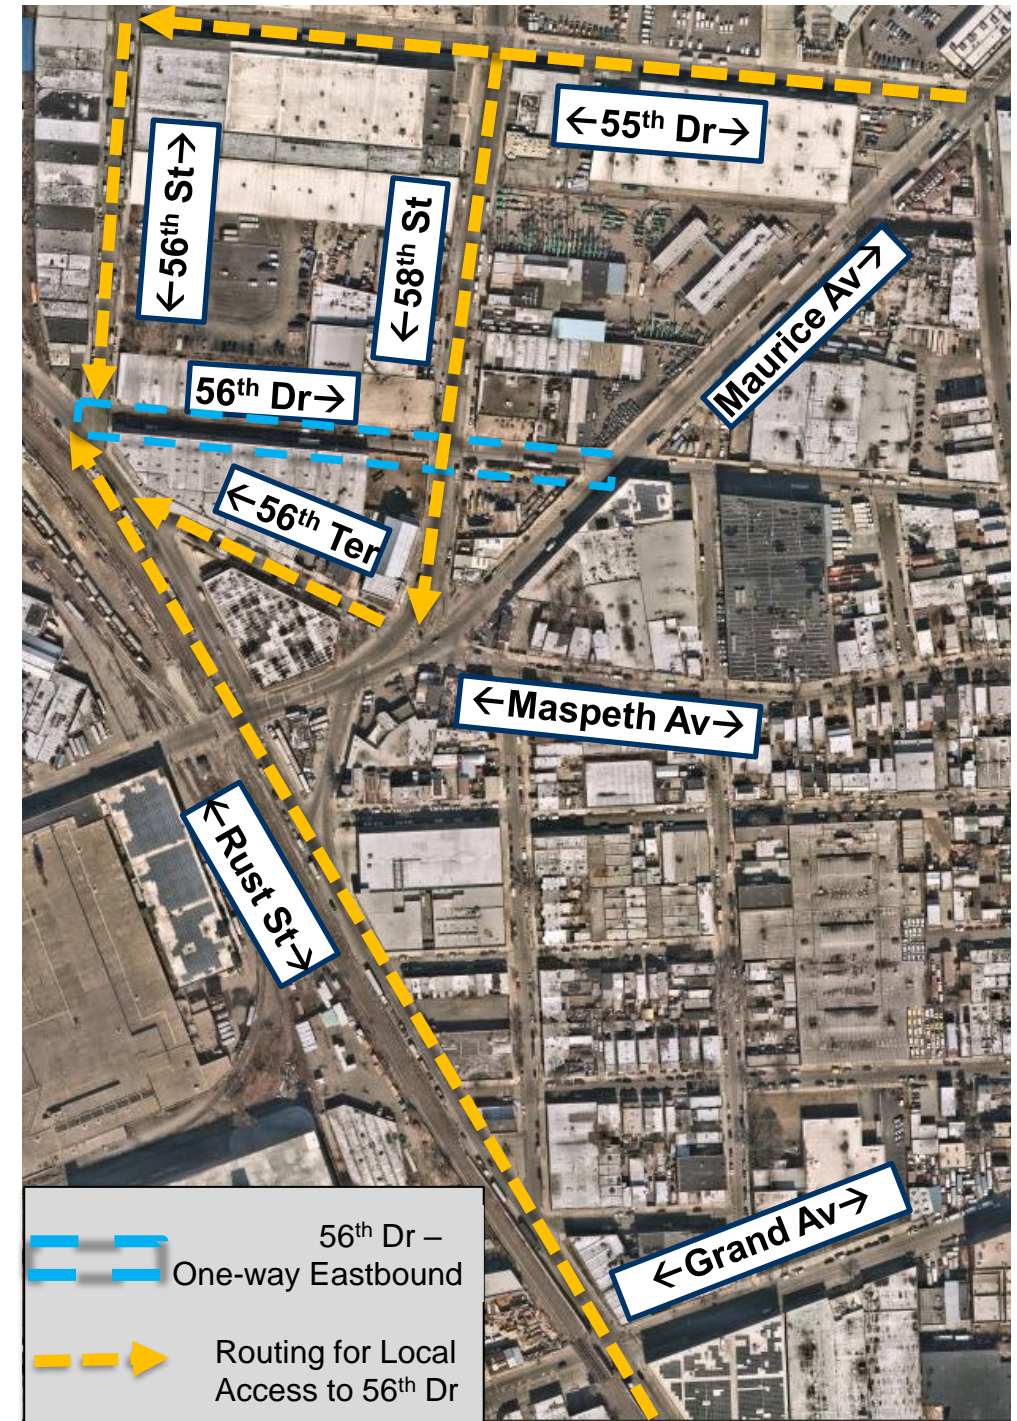 ←55th Dr→
←56th St→
←58th St
Maurice Av→
56th Dr→
←56th Ter
←Maspeth Av→
←Rust St→
←Grand Av→
56th Dr –
One-way Eastbound
Routing for Local
Access to 56th Dr